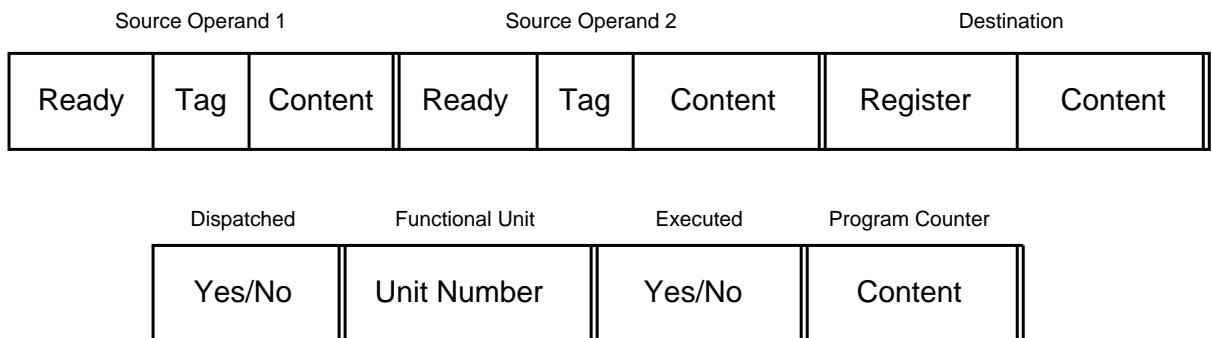 Source Operand 1 Source Operand 2 Destination
Ready Tag Content Ready Tag Content Register Content
Dispatched Functional Unit Executed Program Counter
Yes/No Unit Number Yes/No Content